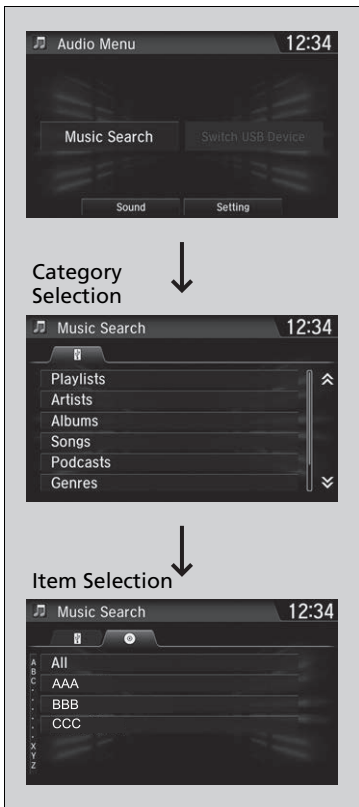 Audio Menu 12:34
Music Search Switch USB Device
Sound Setting
Category
Selection
Music Search 12:34
Playlists
Artists
Albums
Songs
Podcasts
Genres
Item Selection
Music Search 12:34
A
B
C
.
.
.
.
X
Y
Z
All
AAA
BBB
CCC